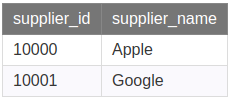 supplier_id supplier_name
10000 Apple
10001 Google